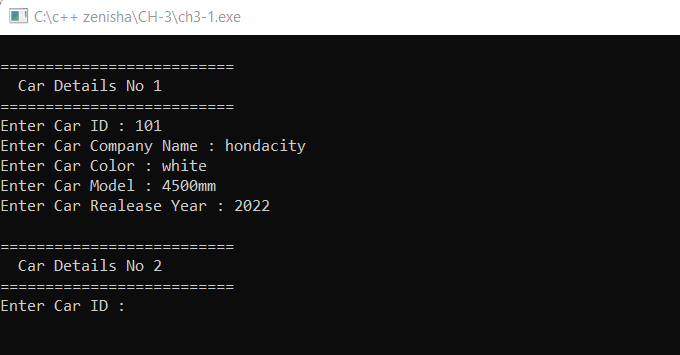 C:\c++ zenisha\CH-3\ch3-1.exe
==========================
  Car Details No 1
==========================
Enter Car ID : 101
Enter Car Company Name : hondacity
Enter Car Color : white
Enter Car Model : 4500mm
Enter Car Realease Year : 2022
==========================
  Car Details No 2
==========================
Enter Car ID :